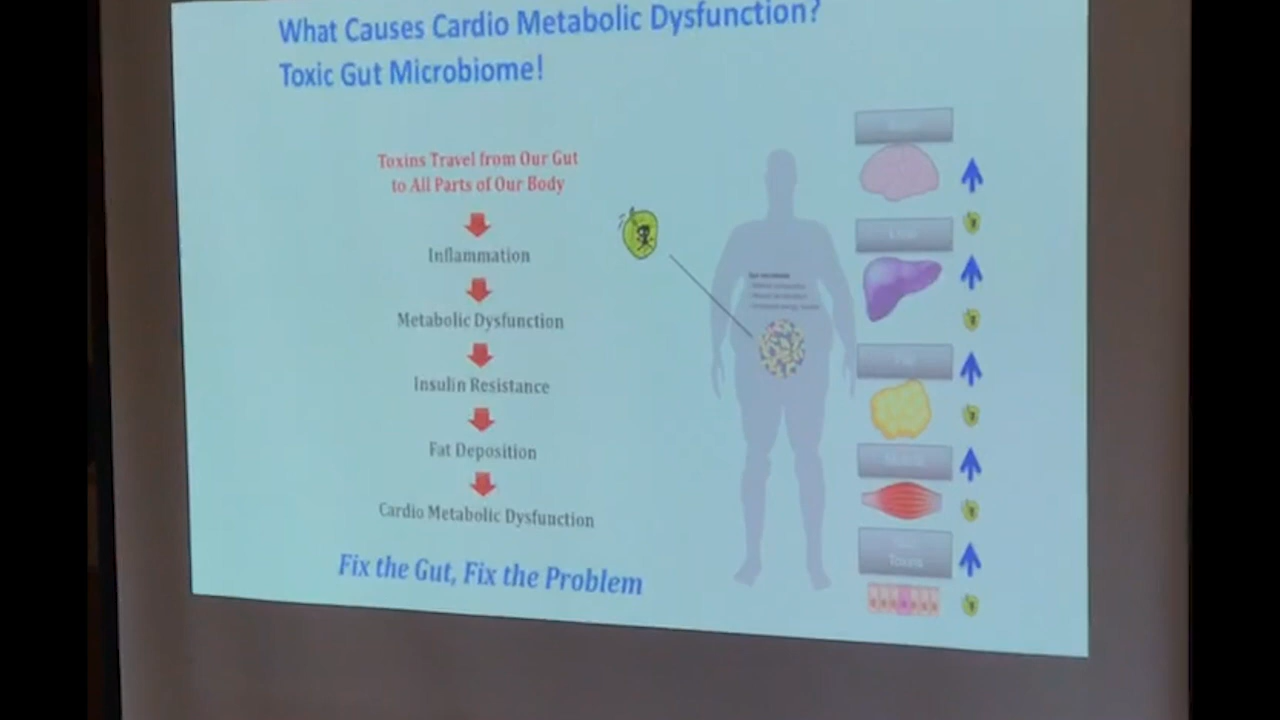 What Causes Cardio Metabolic Dysfunction?
Toxic Gut Microbiome!
Toxins Travel from Our Gut
to All Parts of Our Body
Inflammation
Metabolic Dysfunction
Insulin Resistance
Fat Deposition
Cardio Metabolic Dysfunction
Fix the Gut, Fix the Problem
Toxins